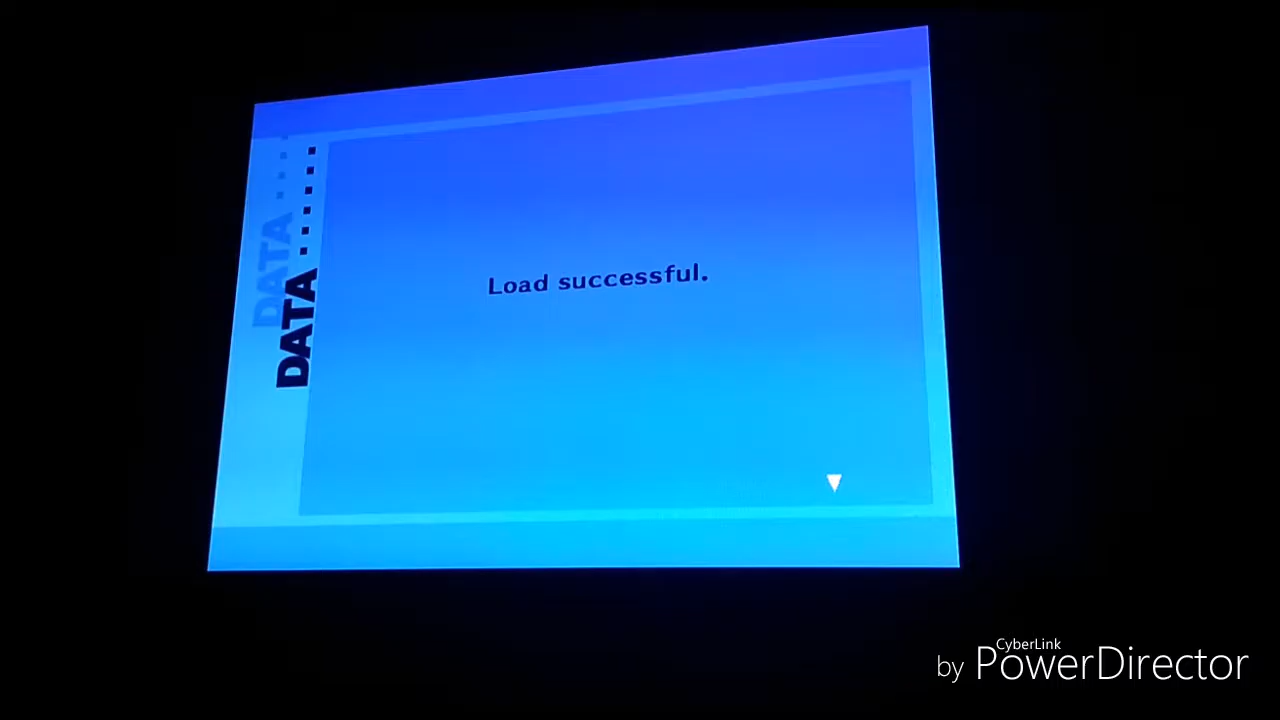 DATA ......
DATA ....
Load successful.
CyberLink
by PowerDirector